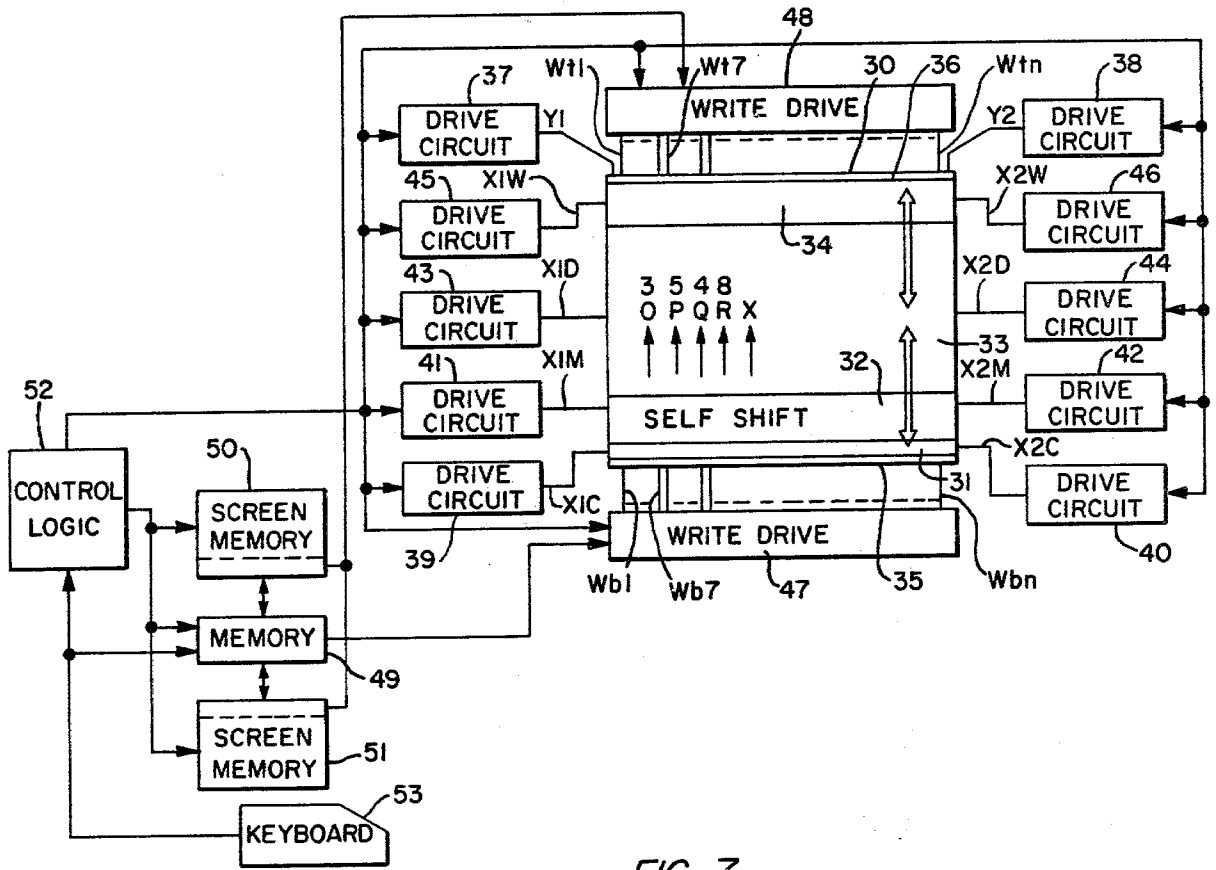 48
Wt1
Wt7
30
36
Wtn
37
38
WRITE DRIVE
DRIVE CIRCUIT
Y1
Y2
DRIVE CIRCUIT
45
X1W
X2W
46
DRIVE CIRCUIT
34
DRIVE CIRCUIT
43
X1D
3 5 4 8
O P Q R X
X2D
44
DRIVE CIRCUIT
DRIVE CIRCUIT
33
41
X1M
32
X2M
42
DRIVE CIRCUIT
SELF SHIFT
DRIVE CIRCUIT
52
50
X2C
31
CONTROL LOGIC
SCREEN MEMORY
DRIVE CIRCUIT
X1C
DRIVE CIRCUIT
39
WRITE DRIVE
40
Wb1
Wb7
47
35
Wbn
MEMORY
49
SCREEN MEMORY
51
53
KEYBOARD